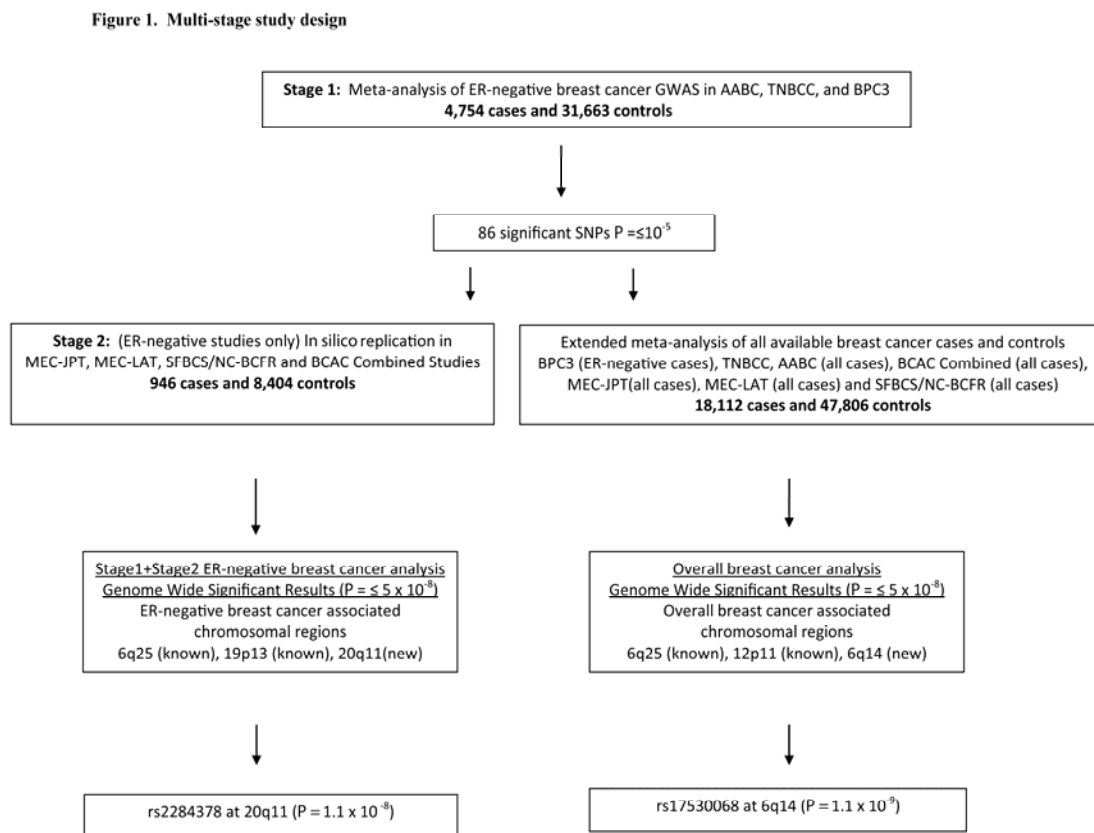 Figure 1. Multi-stage study design
Stage 1: Meta-analysis of ER-negative breast cancer GWAS in AABC, TNBCC, and BPC3
4,754 cases and 31,663 controls
86 significant SNPs P =≤10⁻⁵
Stage 2: (ER-negative studies only) In silico replication in
MEC-JPT, MEC-LAT, SFBCS/NC-BCFR and BCAC Combined Studies
946 cases and 8,404 controls
Extended meta-analysis of all available breast cancer cases and controls
BPC3 (ER-negative cases), TNBCC, AABC (all cases), BCAC Combined (all cases),
MEC-JPT(all cases), MEC-LAT (all cases) and SFBCS/NC-BCFR (all cases)
18,112 cases and 47,806 controls
Stage1+Stage2 ER-negative breast cancer analysis
Genome Wide Significant Results (P = ≤ 5 x 10⁻⁸)
ER-negative breast cancer associated
chromosomal regions
6q25 (known), 19p13 (known), 20q11(new)
Overall breast cancer analysis
Genome Wide Significant Results (P = ≤ 5 x 10⁻⁸)
Overall breast cancer associated
chromosomal regions
6q25 (known), 12p11 (known), 6q14 (new)
rs2284378 at 20q11 (P = 1.1 x 10⁻⁸)
rs17530068 at 6q14 (P = 1.1 x 10⁻⁹)